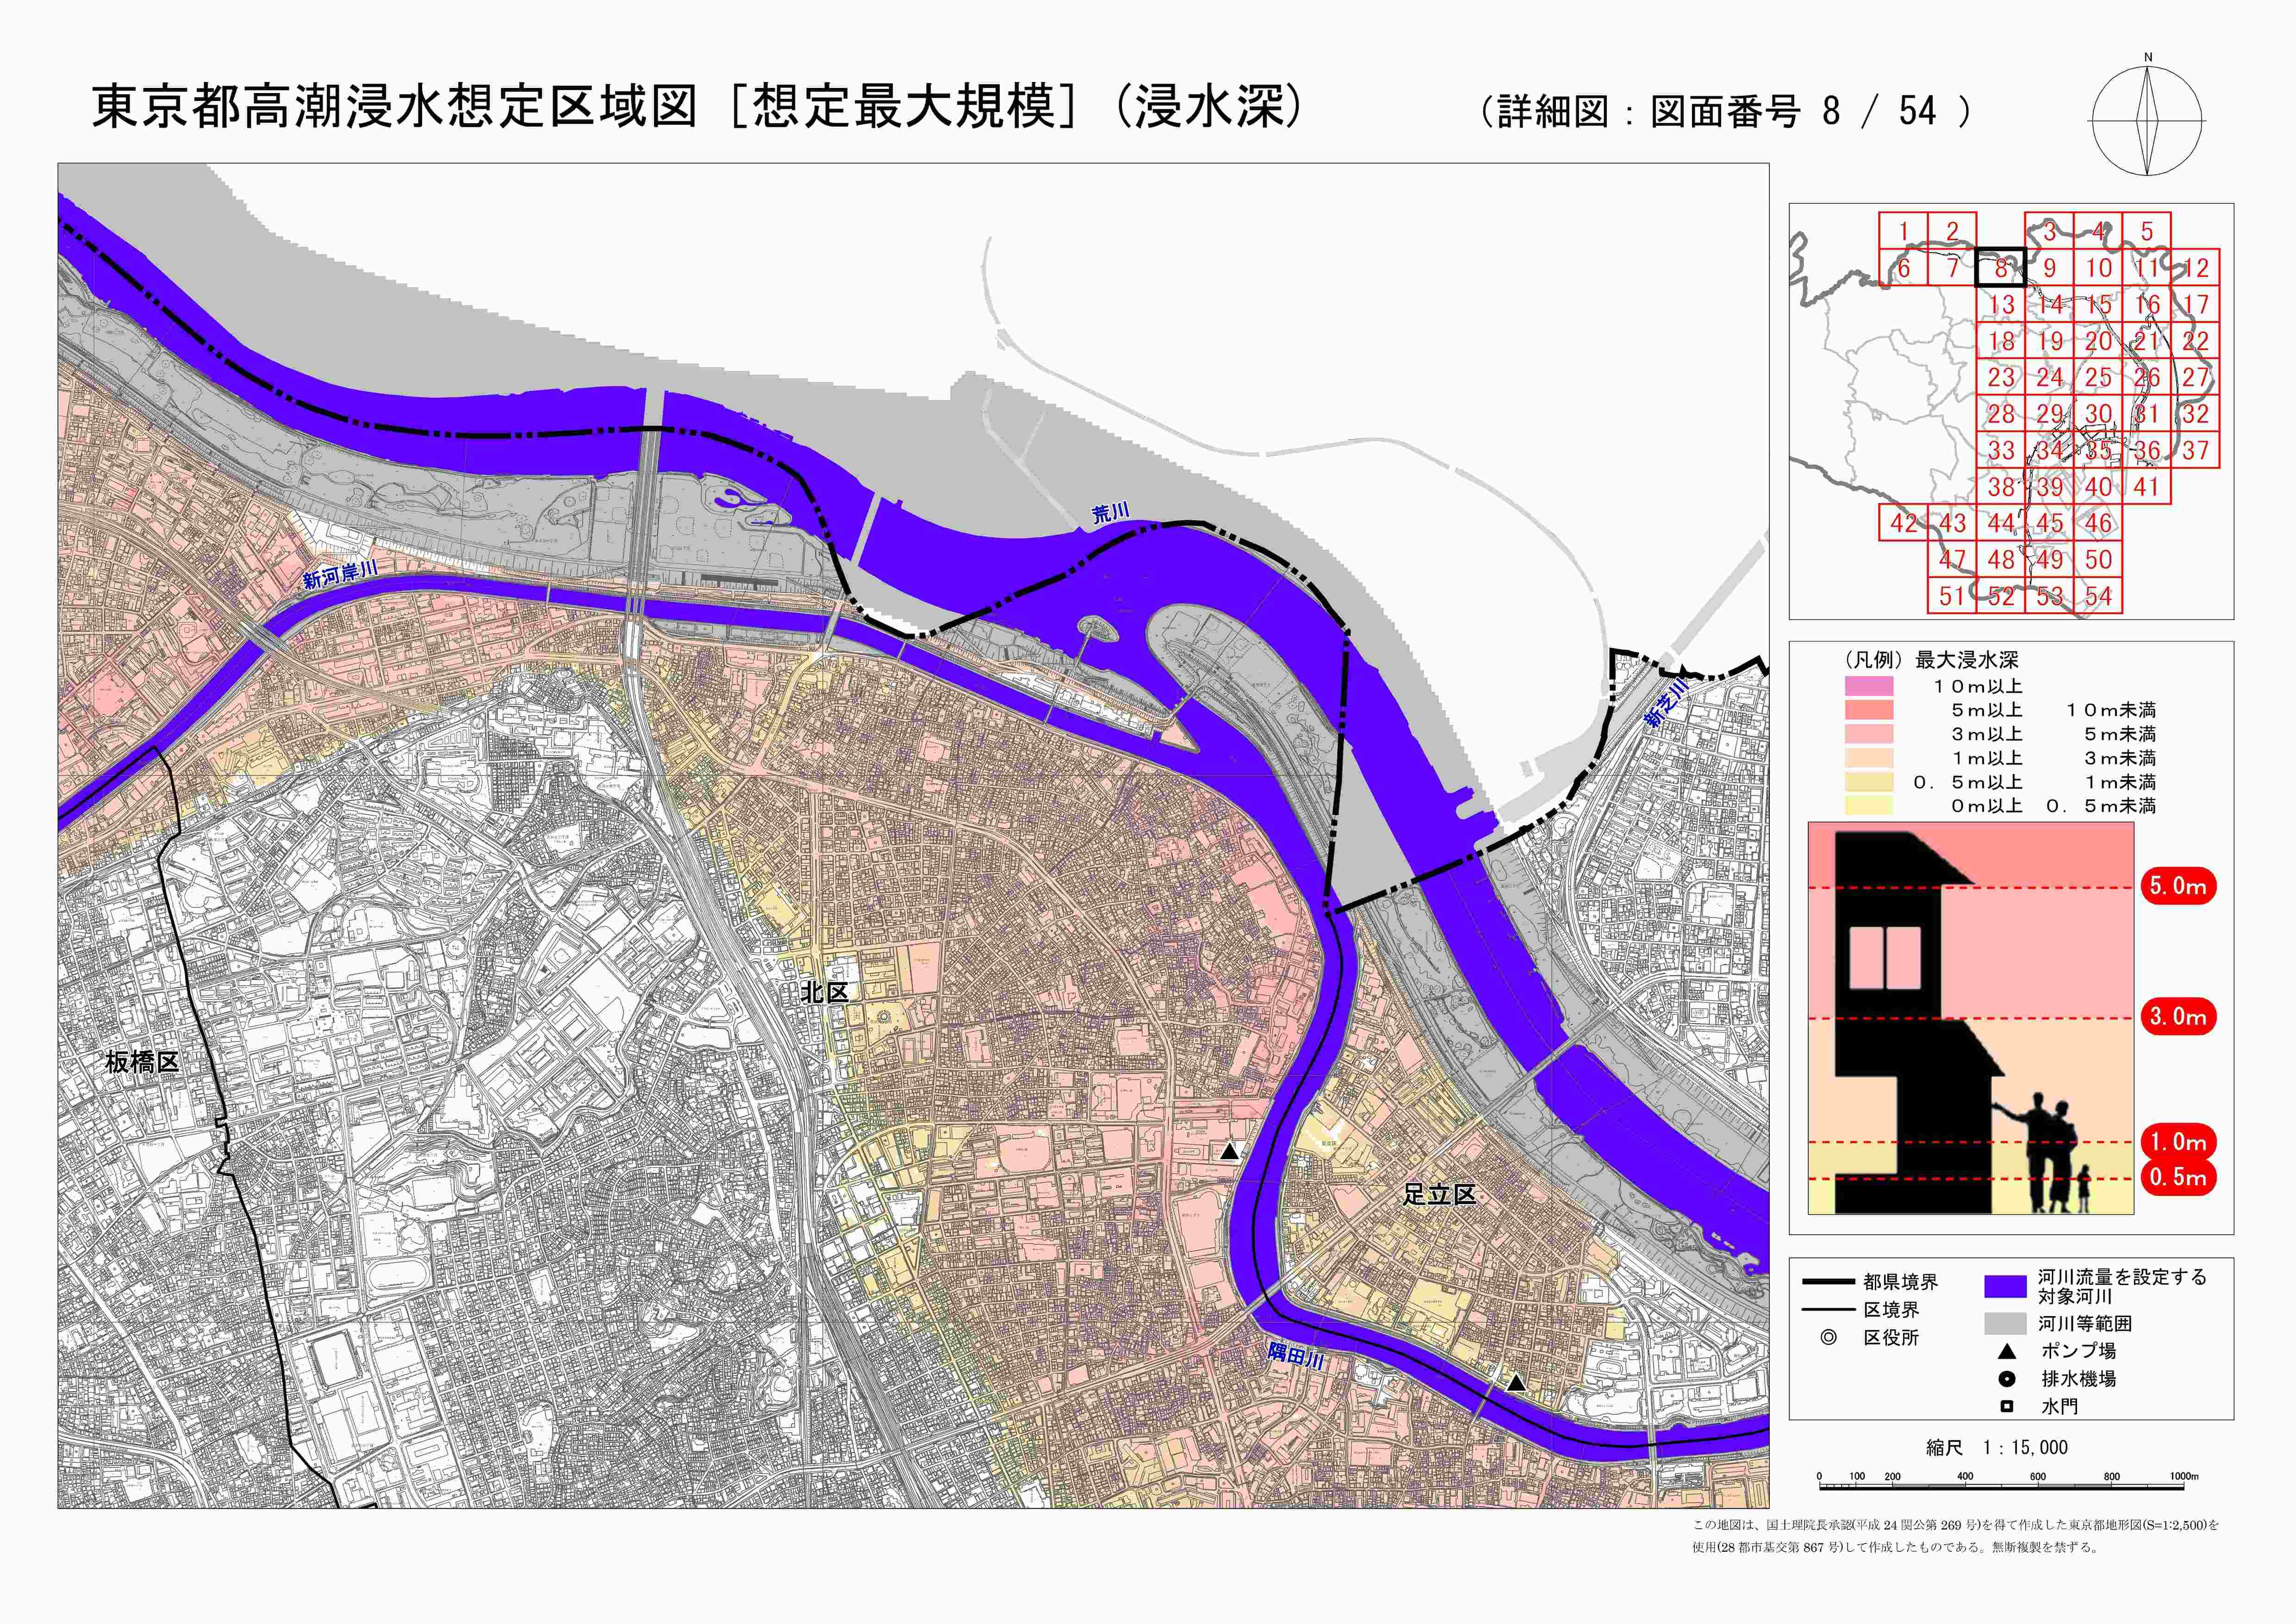 東京都高潮浸水想定区域図［想定最大規模］（浸水深）
（詳細図：図面番号 8 / 54 ）
N
荒川
新河岸川
新芝川
北区
板橋区
足立区
隅田川
1 2 3 4 5
6 7 8 9 10 11 12
13 14 15 16 17
18 19 20 21 22
23 24 25 26 27
28 29 30 31 32
33 34 35 36 37
38 39 40 41
42 43 44 45 46
47 48 49 50
51 52 53 54
（凡例）最大浸水深
１０ｍ以上
５ｍ以上 １０ｍ未満
３ｍ以上 ５ｍ未満
１ｍ以上 ３ｍ未満
０．５ｍ以上 １ｍ未満
０ｍ以上 ０．５ｍ未満
5.0m
3.0m
1.0m
0.5m
都県境界
区境界
区役所
河川流量を設定する
対象河川
河川等範囲
ポンプ場
排水機場
水門
縮尺 1：15,000
0 100 200 400 600 800 1000m
この地図は、国土理院長承認(平成 24 関公第 269 号)を得て作成した東京都地形図(S=1:2,500)を
使用(28 都市基交第 867 号)して作成したものである。無断複製を禁ずる。